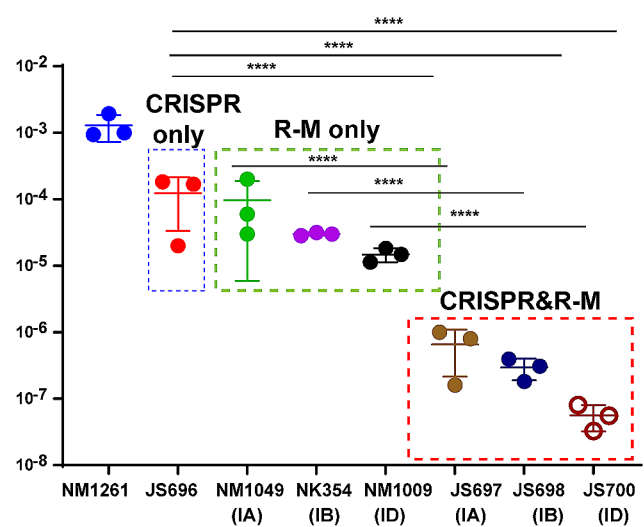 ****
****
****
10⁻²
CRISPR
only
R-M only
10⁻³
****
****
10⁻⁴
****
10⁻⁵
CRISPR&R-M
10⁻⁶
10⁻⁷
10⁻⁸
NM1261 JS696 NM1049 NK354 NM1009 JS697 JS698 JS700
(IA) (IB) (ID) (IA) (IB) (ID)